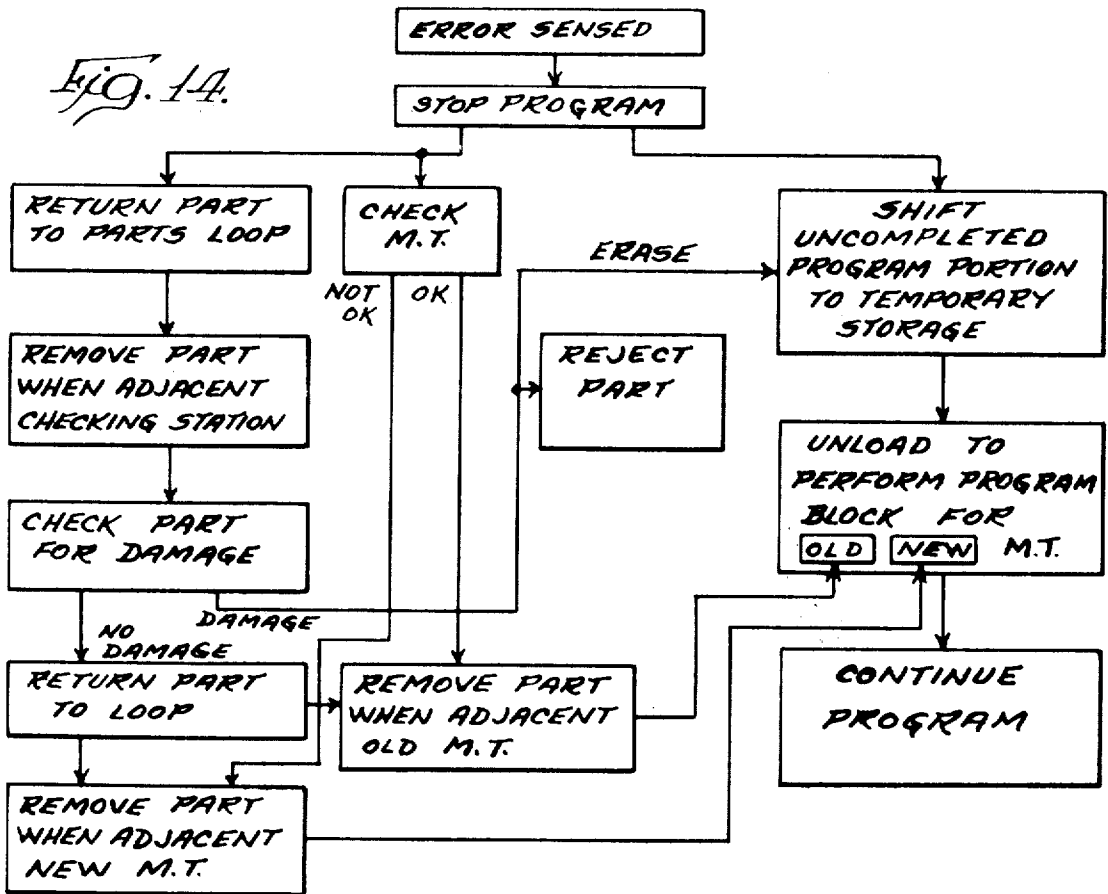 Fig. 14.
ERROR SENSED
STOP PROGRAM
RETURN PART
TO PARTS LOOP
CHECK
M.T.
SHIFT
UNCOMPLETED
PROGRAM PORTION
TO TEMPORARY
STORAGE
ERASE
NOT
OK
OK
REMOVE PART
WHEN ADJACENT
CHECKING STATION
REJECT
PART
UNLOAD TO
PERFORM PROGRAM
BLOCK FOR
OLD NEW M.T.
CHECK PART
FOR DAMAGE
DAMAGE
NO
DAMAGE
RETURN PART
TO LOOP
REMOVE PART
WHEN ADJACENT
OLD M.T.
CONTINUE
PROGRAM
REMOVE PART
WHEN ADJACENT
NEW M.T.